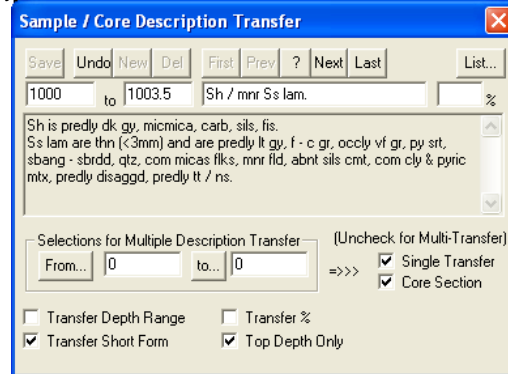 Sample / Core Description Transfer
Save Undo New Del First Prev ? Next Last List...
1000 to 1003.5 Sh / mnr Ss lam. %
Sh is predly dk gy, micmica, carb, sils, fis.
Ss lam are thn (<3mm) and are predly lt gy, f - c gr, occly vf gr, py srt,
sbang - sbrdd, qtz, com micas flks, mnr fld, abnt sils cmt, com cly & pyric
mtx, predly disaggd, predly tt / ns.
Selections for Multiple Description Transfer (Uncheck for Multi-Transfer)
From... 0 to... 0 =>>> Single Transfer
Core Section
Transfer Depth Range Transfer %
Transfer Short Form Top Depth Only